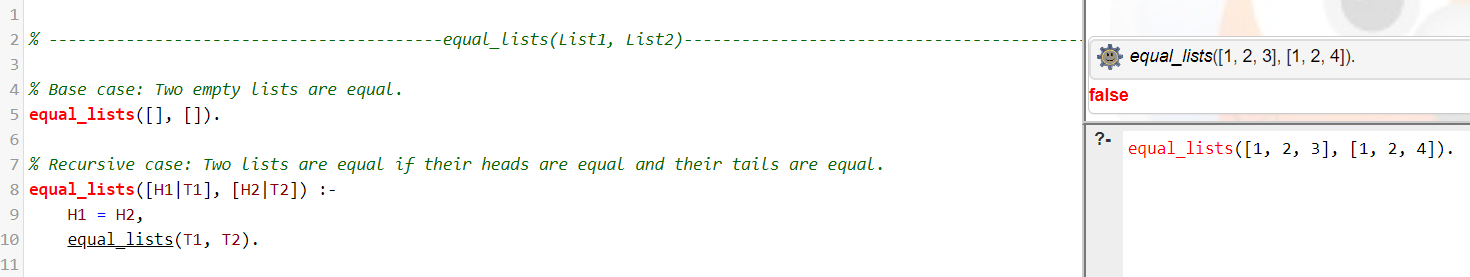 1
2 % -----------------------------------------equal_lists(List1, List2)-----------------------------------------
3
4 % Base case: Two empty lists are equal.
5 equal_lists([], []).
6
7 % Recursive case: Two lists are equal if their heads are equal and their tails are equal.
8 equal_lists([H1|T1], [H2|T2]) :-
9 H1 = H2,
10 equal_lists(T1, T2).
11
equal_lists([1, 2, 3], [1, 2, 4]).
false
?- equal_lists([1, 2, 3], [1, 2, 4]).